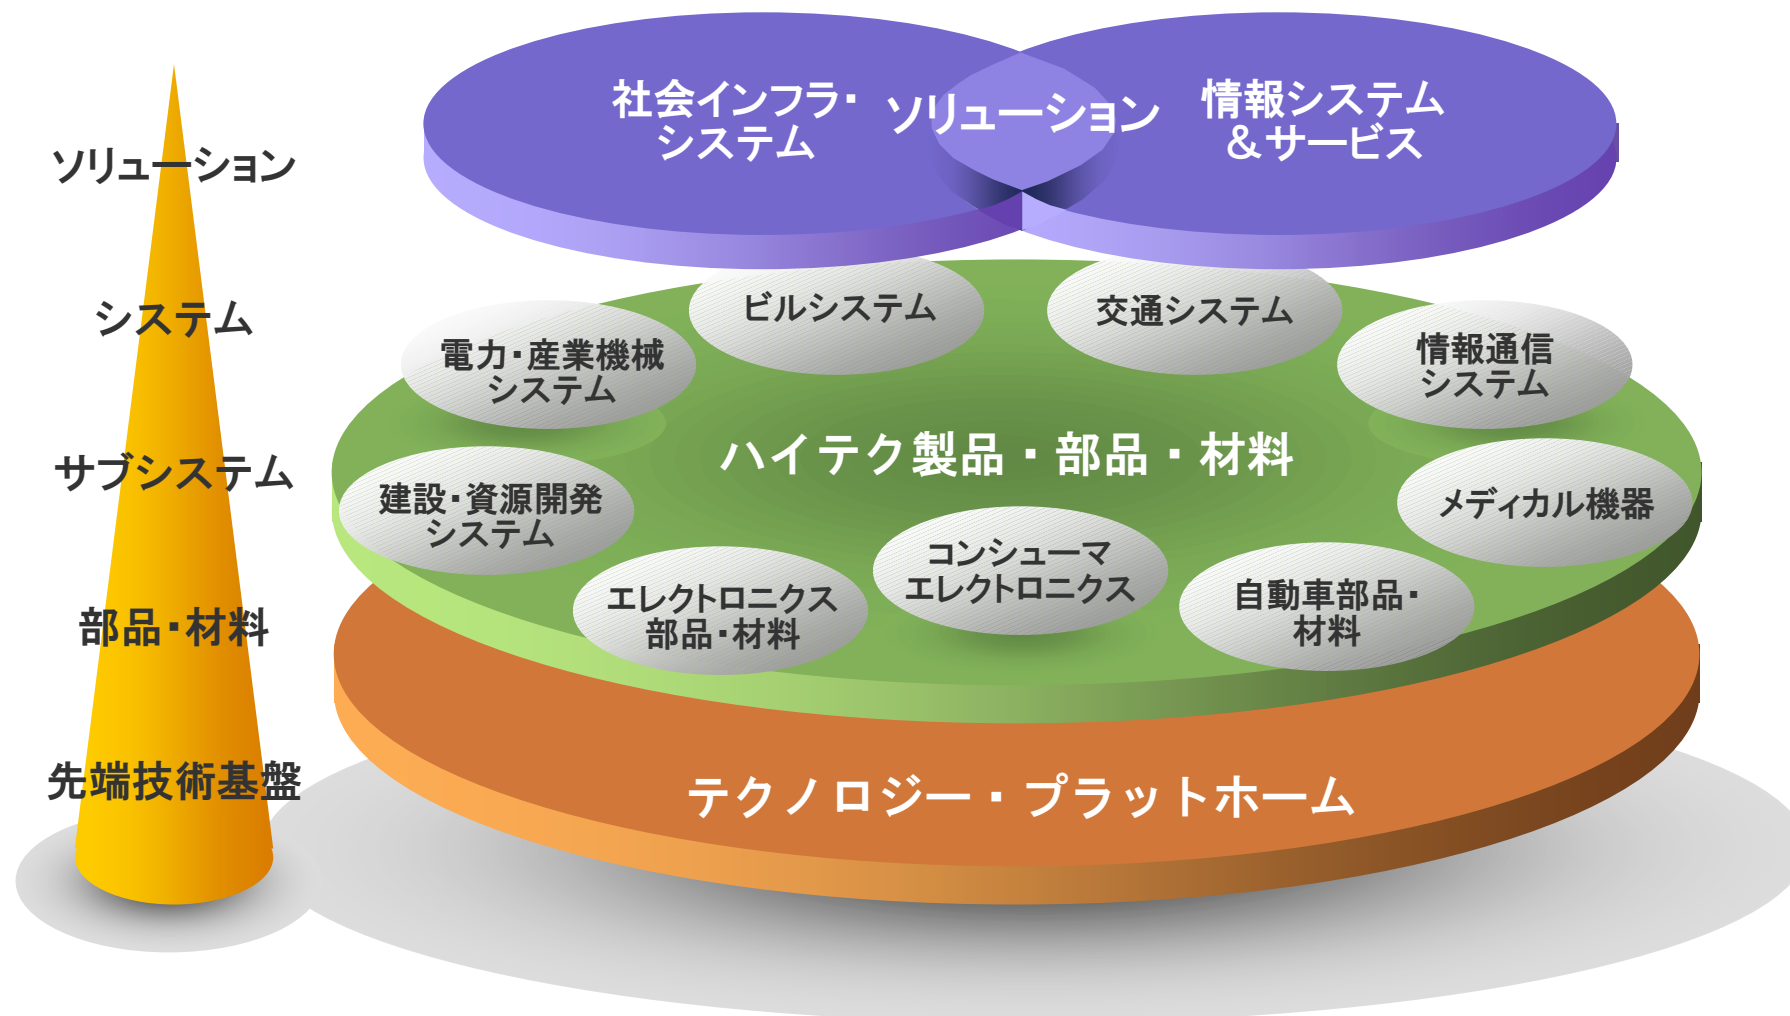 ソリューション
システム
サブシステム
部品・材料
先端技術基盤
社会インフラ・
システム
ソリューション
情報システム
＆サービス
ビルシステム
交通システム
電力・産業機械
システム
情報通信
システム
ハイテク製品・部品・材料
建設・資源開発
システム
メディカル機器
エレクトロニクス
部品・材料
コンシューマ
エレクトロニクス
自動車部品・
材料
テクノロジー・プラットホーム